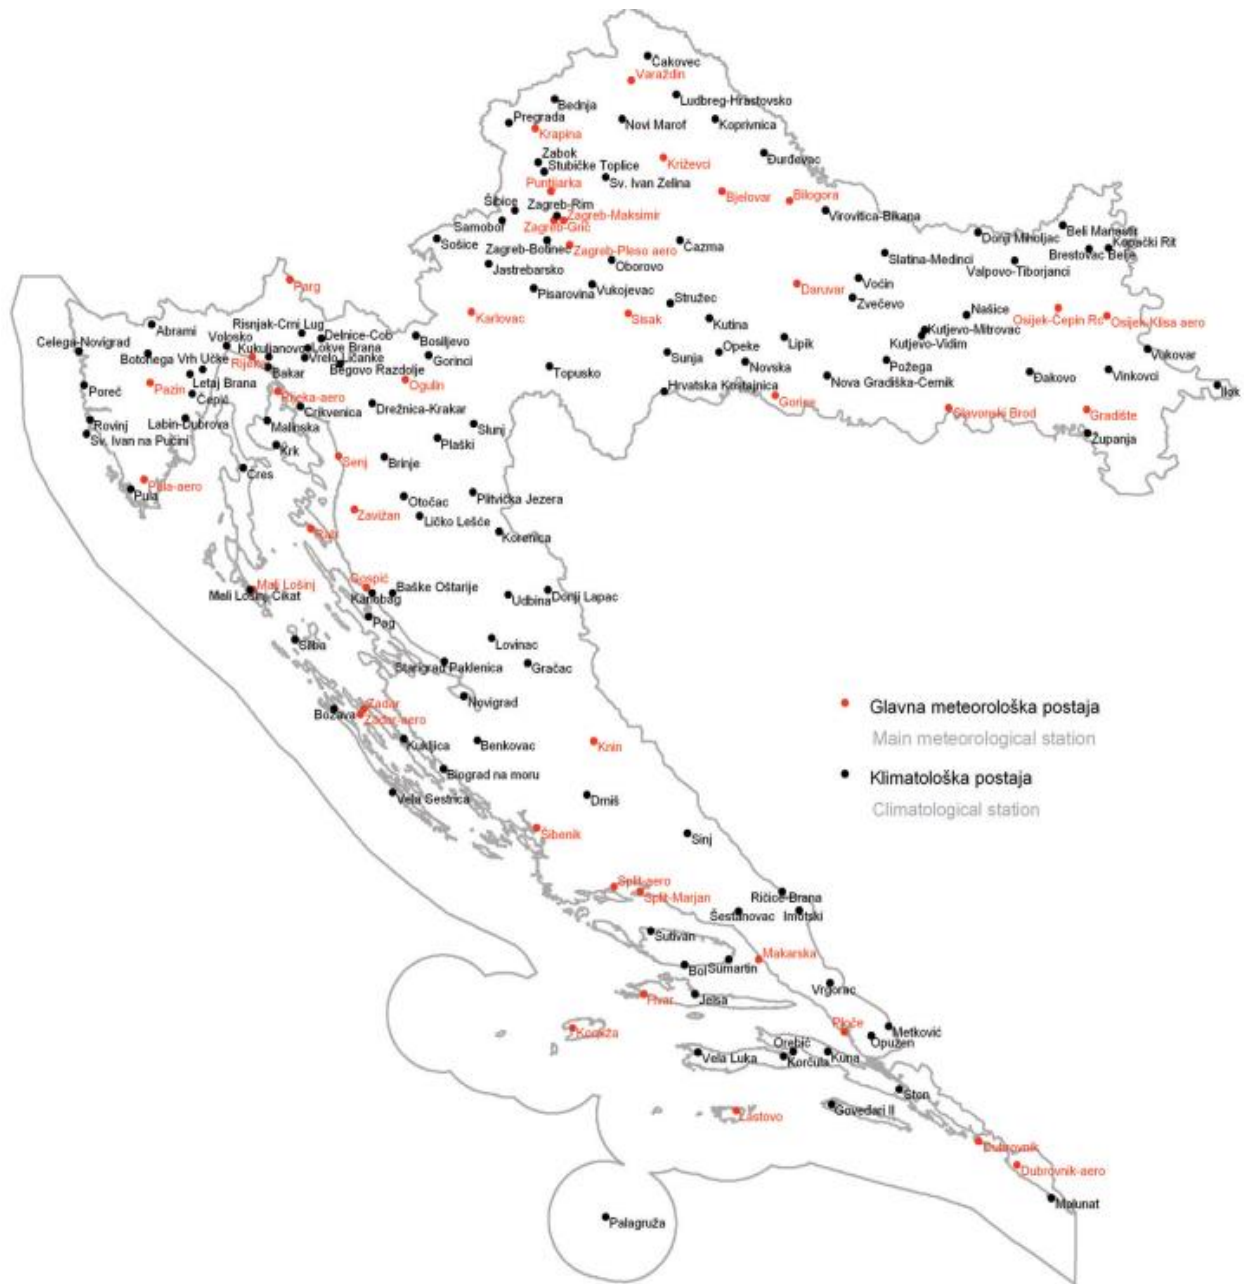 Čakovec
Varaždin
Bednja
Ludbreg-Hrastovsko
Pregrada
Novi Marof
Koprivnica
Krapina
Zabok
Stubičke Toplice
Križevci
Đurđevac
Puntijarka
Sv. Ivan Zelina
Bjelovar
Bilogora
Šibice
Zagreb-Rim
Virovitica-Bikana
Samobor
Zagreb-Maksimir
Zagreb-Grič
Donji Miholjac
Beli Manastir
Sošice
Zagreb-Botinec
Zagreb-Pleso aero
Čazma
Kopački Rit
Brestovac Belje
Slatina-Medinci
Valpovo-Tiborjanci
Jastrebarsko
Oborovo
Parg
Pisarovina
Vukojevac
Daruvar
Voćin
Zvečevo
Stružec
Karlovac
Sisak
Našice
Osijek-Čepin Rc
Osijek-Klisa aero
Abrami
Risnjak-Crni Lug
Kutina
Volosko
Delnice-Cob
Bosiljevo
Kutjevo-Mitrovac
Kutjevo-Vidim
Celega-Novigrad
Kukuljanovo
Lokve Brana
Lipik
Botonega
Vrh Učke
Rijeka
Vrelo Ličanke
Gorinci
Sunja
Opeke
Vukovar
Bakar
Begovo Razdolje
Topusko
Novska
Požega
Poreč
Pazin
Letaj Brana
Ogulin
Nova Gradiška-Cernik
Đakovo
Vinkovci
Čepić
Rijeka-aero
Hrvatska Kostajnica
Gorice
Ilok
Crikvenica
Drežnica-Krakar
Slavonski Brod
Gradište
Rovinj
Labin-Dubrova
Malinska
Slunj
Sv. Ivan na Pučini
Plaški
Županja
Krk
Senj
Brinje
Cres
Pula-aero
Pula
Otočac
Plitvička Jezera
Zavižan
Ličko Lešće
Rab
Korenica
Mali Lošinj
Gospić
Baške Oštarije
Mali Lošinj-Čikat
Karlobag
Udbina
Donji Lapac
Pag
Silba
Lovinac
Starigrad Paklenica
Gračac
Novigrad
Zadar
Božava
Zadar-aero
Glavna meteorološka postaja
Main meteorological station
Kukljica
Benkovac
Knin
Biograd na moru
Klimatološka postaja
Climatological station
Vela Sestrica
Drniš
Šibenik
Sinj
Split-aero
Split-Marjan
Ričice-Brana
Šestanovac
Imotski
Sutivan
Makarska
Bol
Sumartin
Vrgorac
Hvar
Jelsa
Komiža
Ploče
Metković
Opuzen
Orebić
Vela Luka
Korčula
Kuna
Ston
Lastovo
Goveđari II
Dubrovnik
Dubrovnik-aero
Molunat
Palagruža